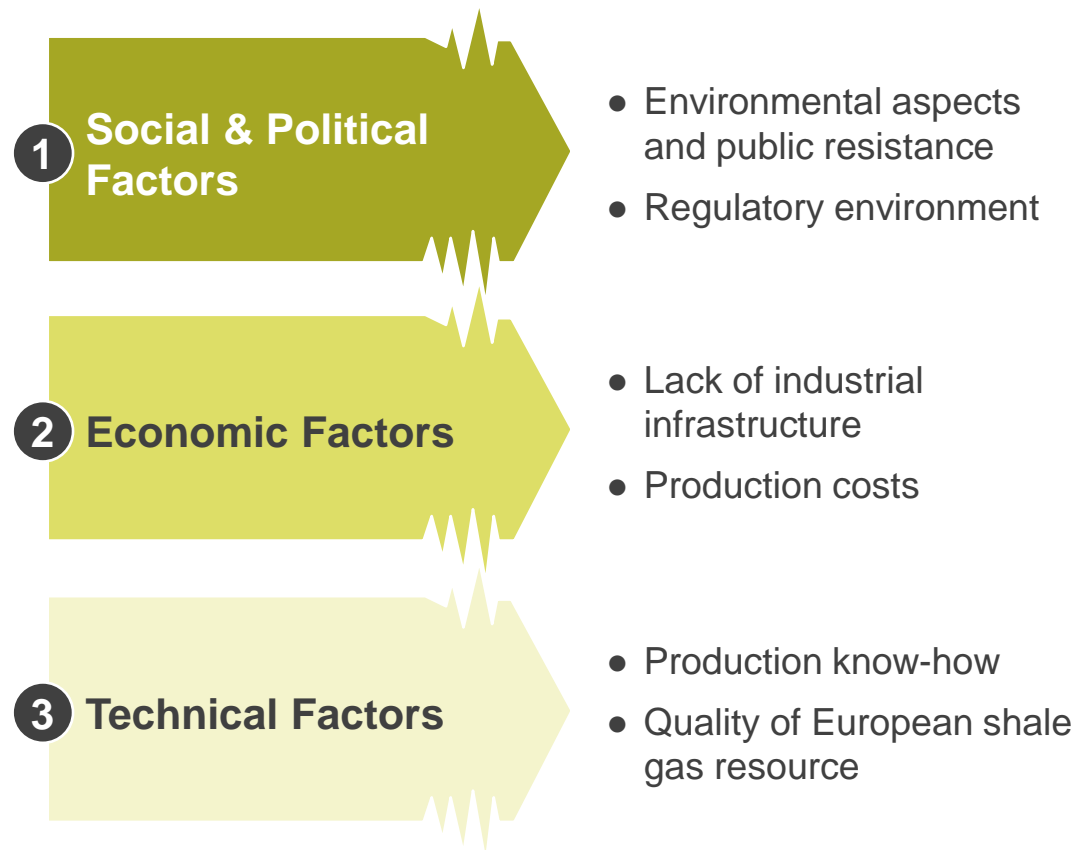 1
Social & Political
Factors
● Environmental aspects
and public resistance
● Regulatory environment
2
Economic Factors
● Lack of industrial
infrastructure
● Production costs
3
Technical Factors
● Production know-how
● Quality of European shale
gas resource